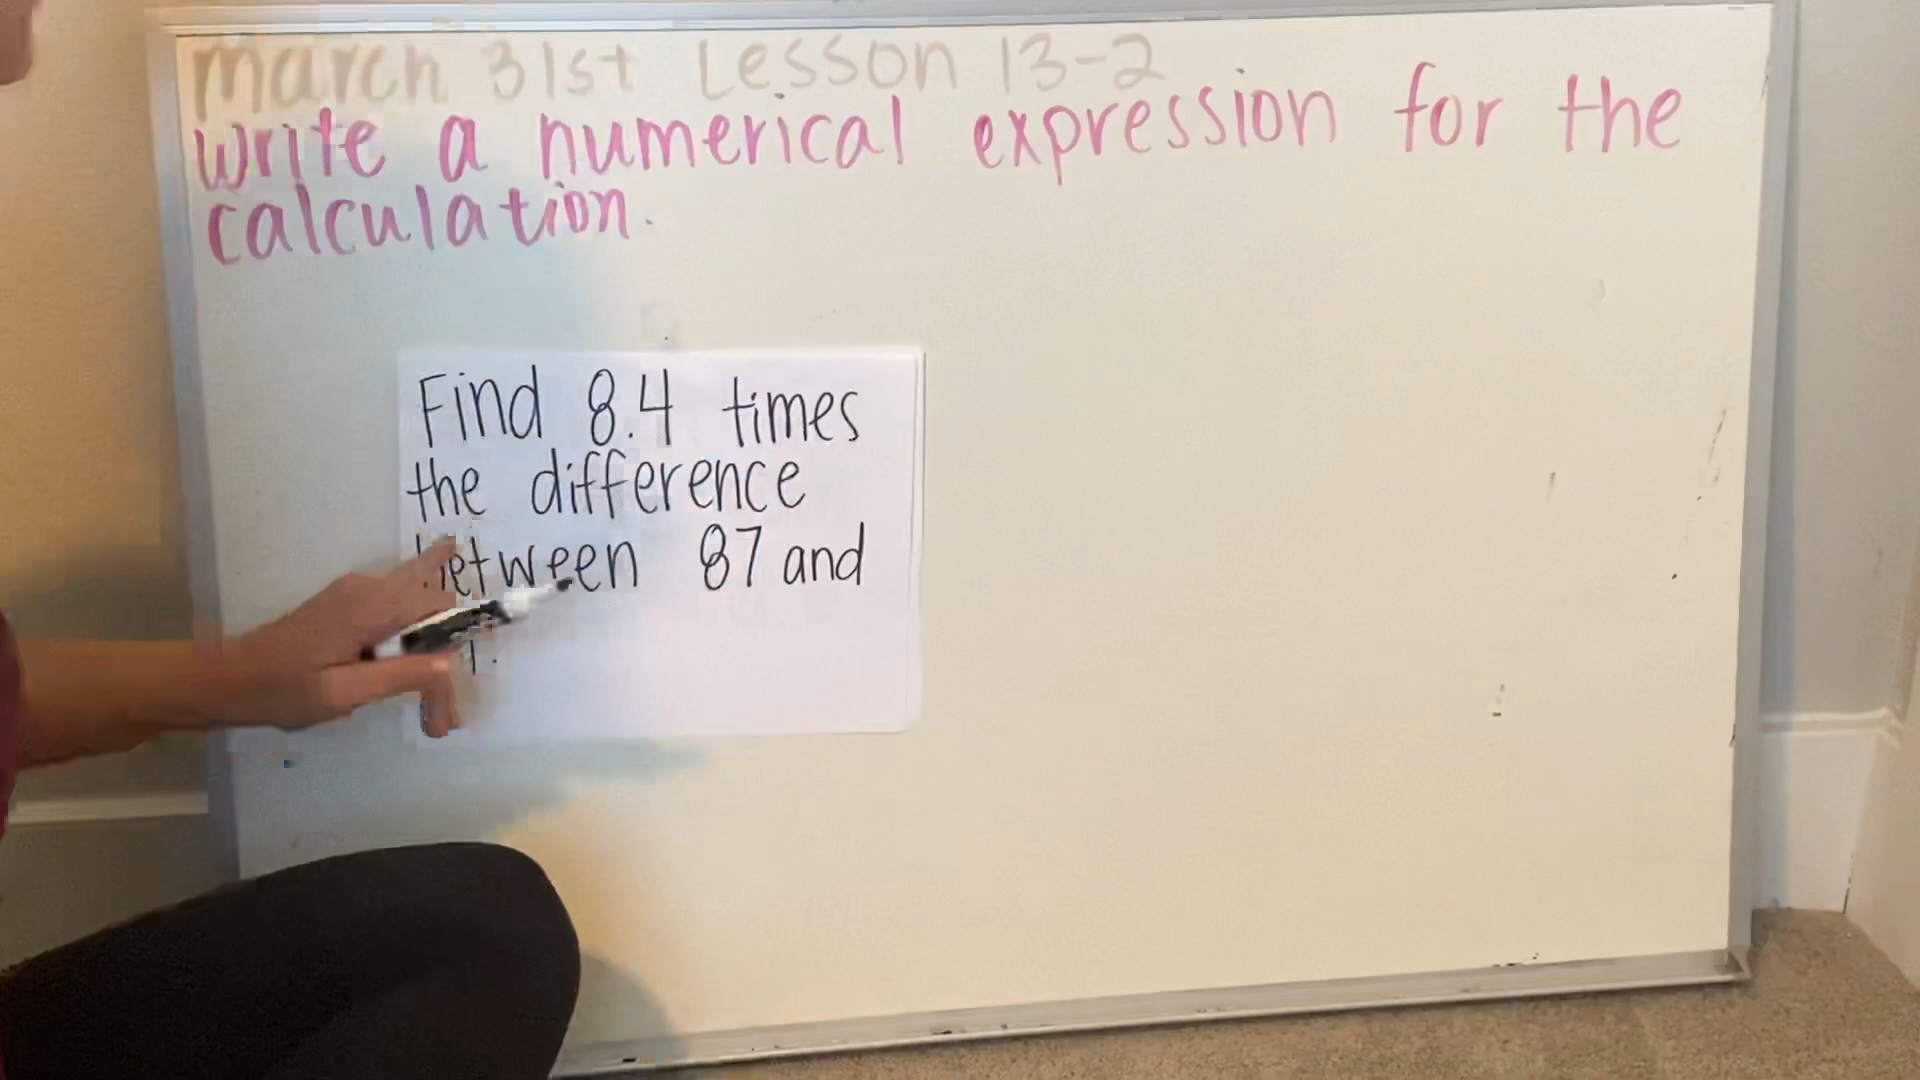 March 31st Lesson 13-2
write a numerical expression for the
calculation.
Find 8.4 times
the difference
between 87 and